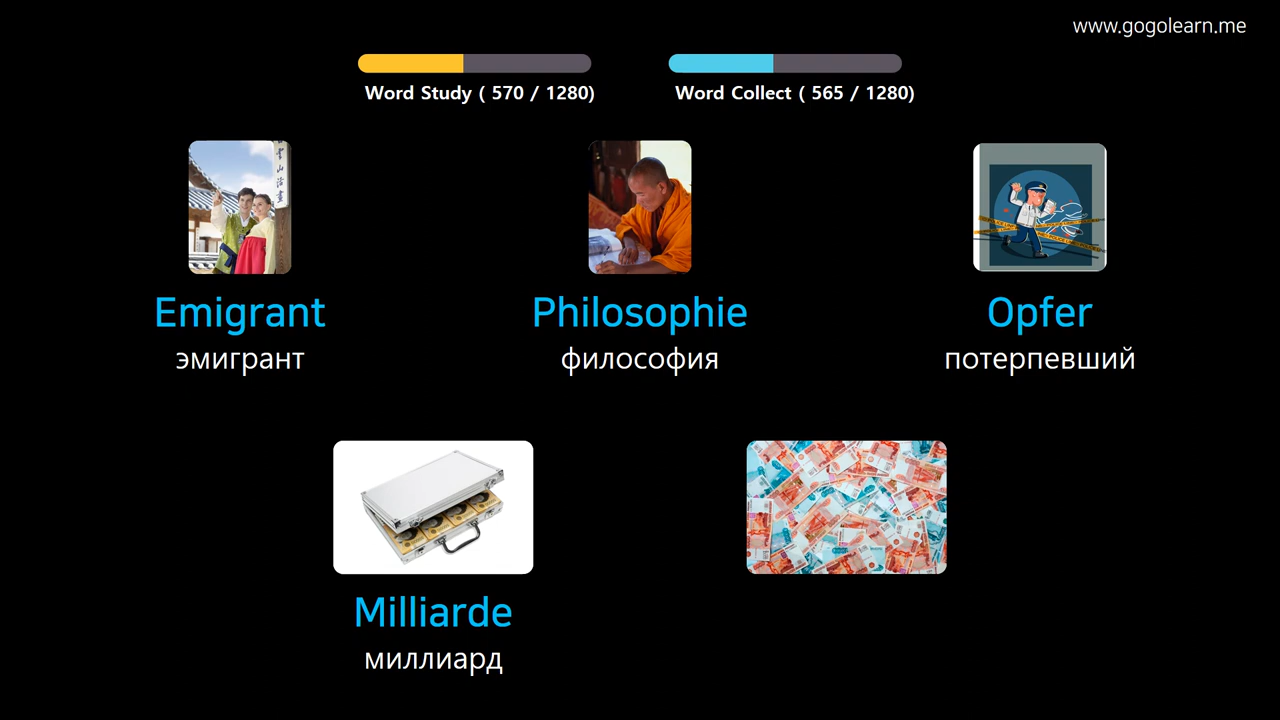 www.gogolearn.me
Word Study ( 570 / 1280)
Word Collect ( 565 / 1280)
Emigrant
эмигрант
Philosophie
философия
Opfer
потерпевший
Milliarde
миллиард